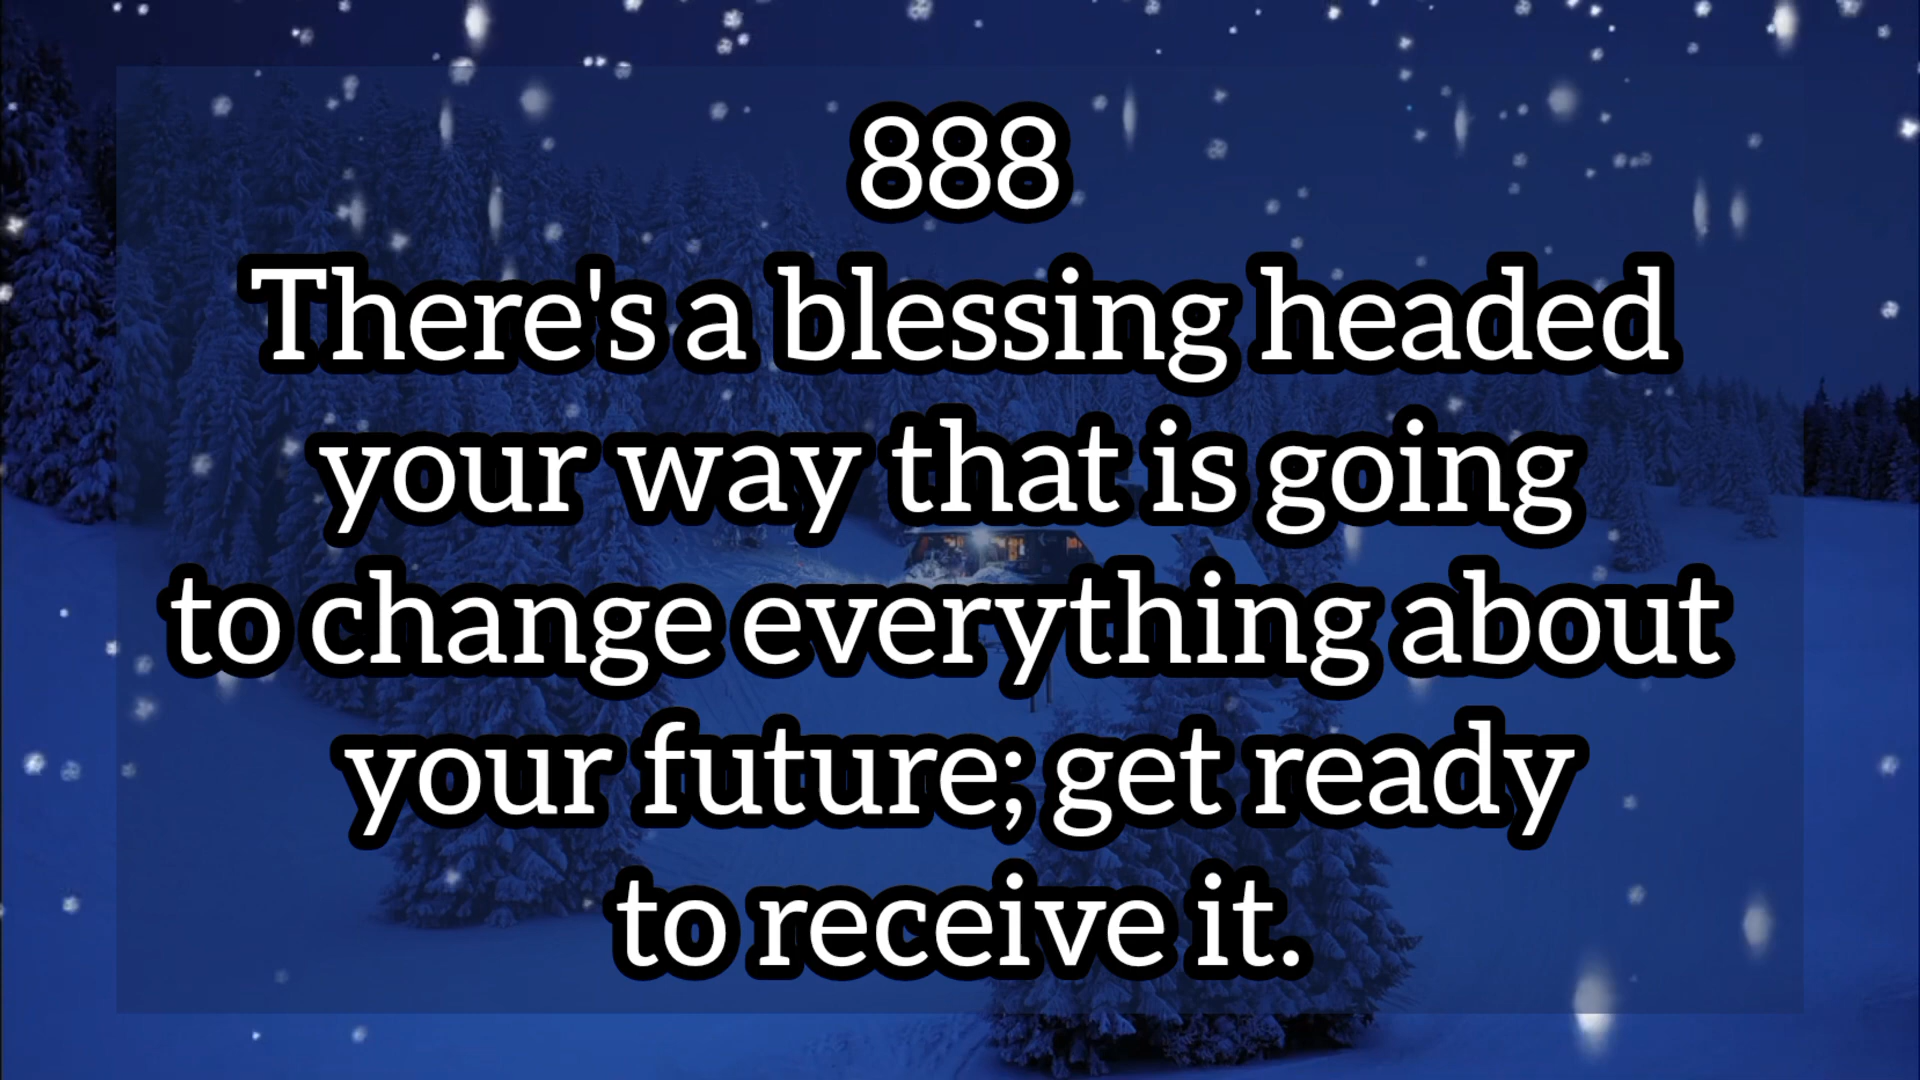 888
There's a blessing headed
your way that is going
to change everything about
your future; get ready
to receive it.